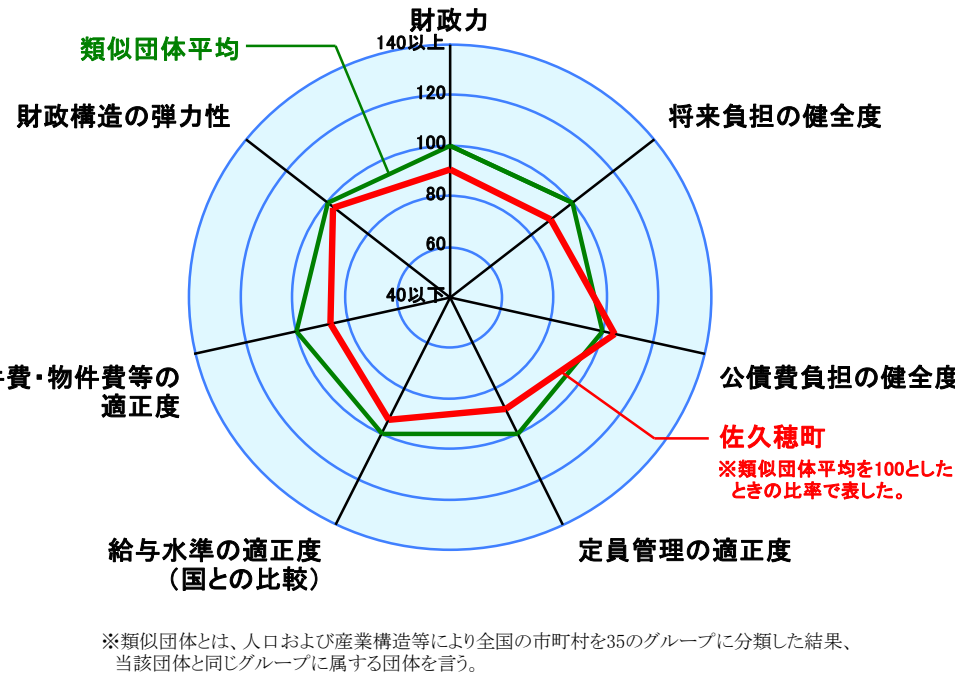 財政力
類似団体平均
140以上
120
100
80
60
40以下
財政構造の弾力性
将来負担の健全度
費・物件費等の
適正度
公債費負担の健全度
佐久穂町
※類似団体平均を100とした
ときの比率で表した。
給与水準の適正度
（国との比較）
定員管理の適正度
※類似団体とは、人口および産業構造等により全国の市町村を35のグループに分類した結果、
当該団体と同じグループに属する団体を言う。